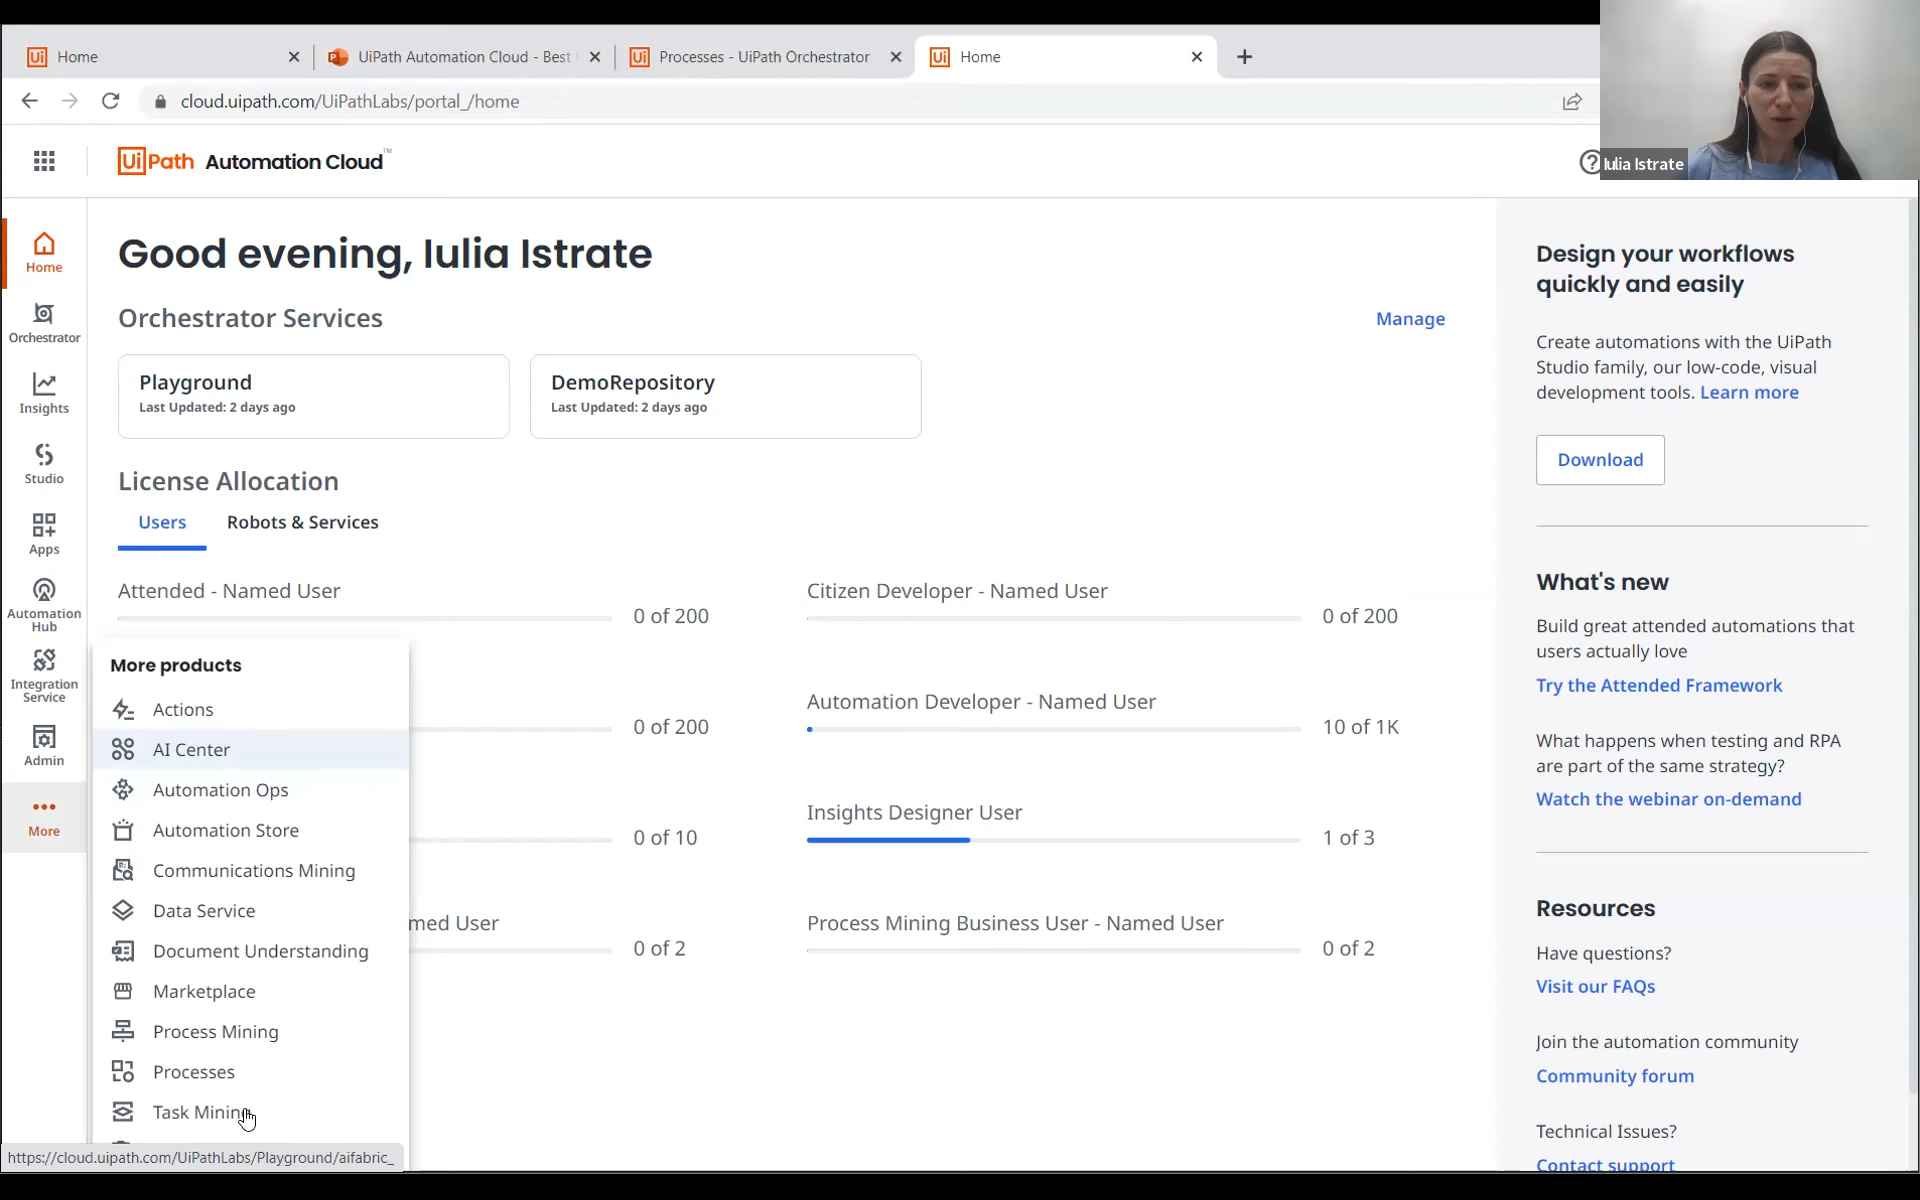 Home
UiPath Automation Cloud - Best
Processes - UiPath Orchestrator
Home
cloud.uipath.com/UiPathLabs/portal_/home
UiPath Automation Cloud™
Iulia Istrate
Home
Orchestrator
Insights
Studio
Apps
Automation
Hub
Integration
Service
Admin
More
Good evening, Iulia Istrate
Orchestrator Services
Manage
Playground
Last Updated: 2 days ago
DemoRepository
Last Updated: 2 days ago
License Allocation
Users
Robots & Services
Attended - Named User
0 of 200
Citizen Developer - Named User
0 of 200
0 of 200
Automation Developer - Named User
10 of 1K
0 of 10
Insights Designer User
1 of 3
med User
0 of 2
Process Mining Business User - Named User
0 of 2
More products
Actions
AI Center
Automation Ops
Automation Store
Communications Mining
Data Service
Document Understanding
Marketplace
Process Mining
Processes
Task Mining
https://cloud.uipath.com/UiPathLabs/Playground/aifabric_
Design your workflows
quickly and easily
Create automations with the UiPath
Studio family, our low-code, visual
development tools. Learn more
Download
What's new
Build great attended automations that
users actually love
Try the Attended Framework
What happens when testing and RPA
are part of the same strategy?
Watch the webinar on-demand
Resources
Have questions?
Visit our FAQs
Join the automation community
Community forum
Technical Issues?
Contact support